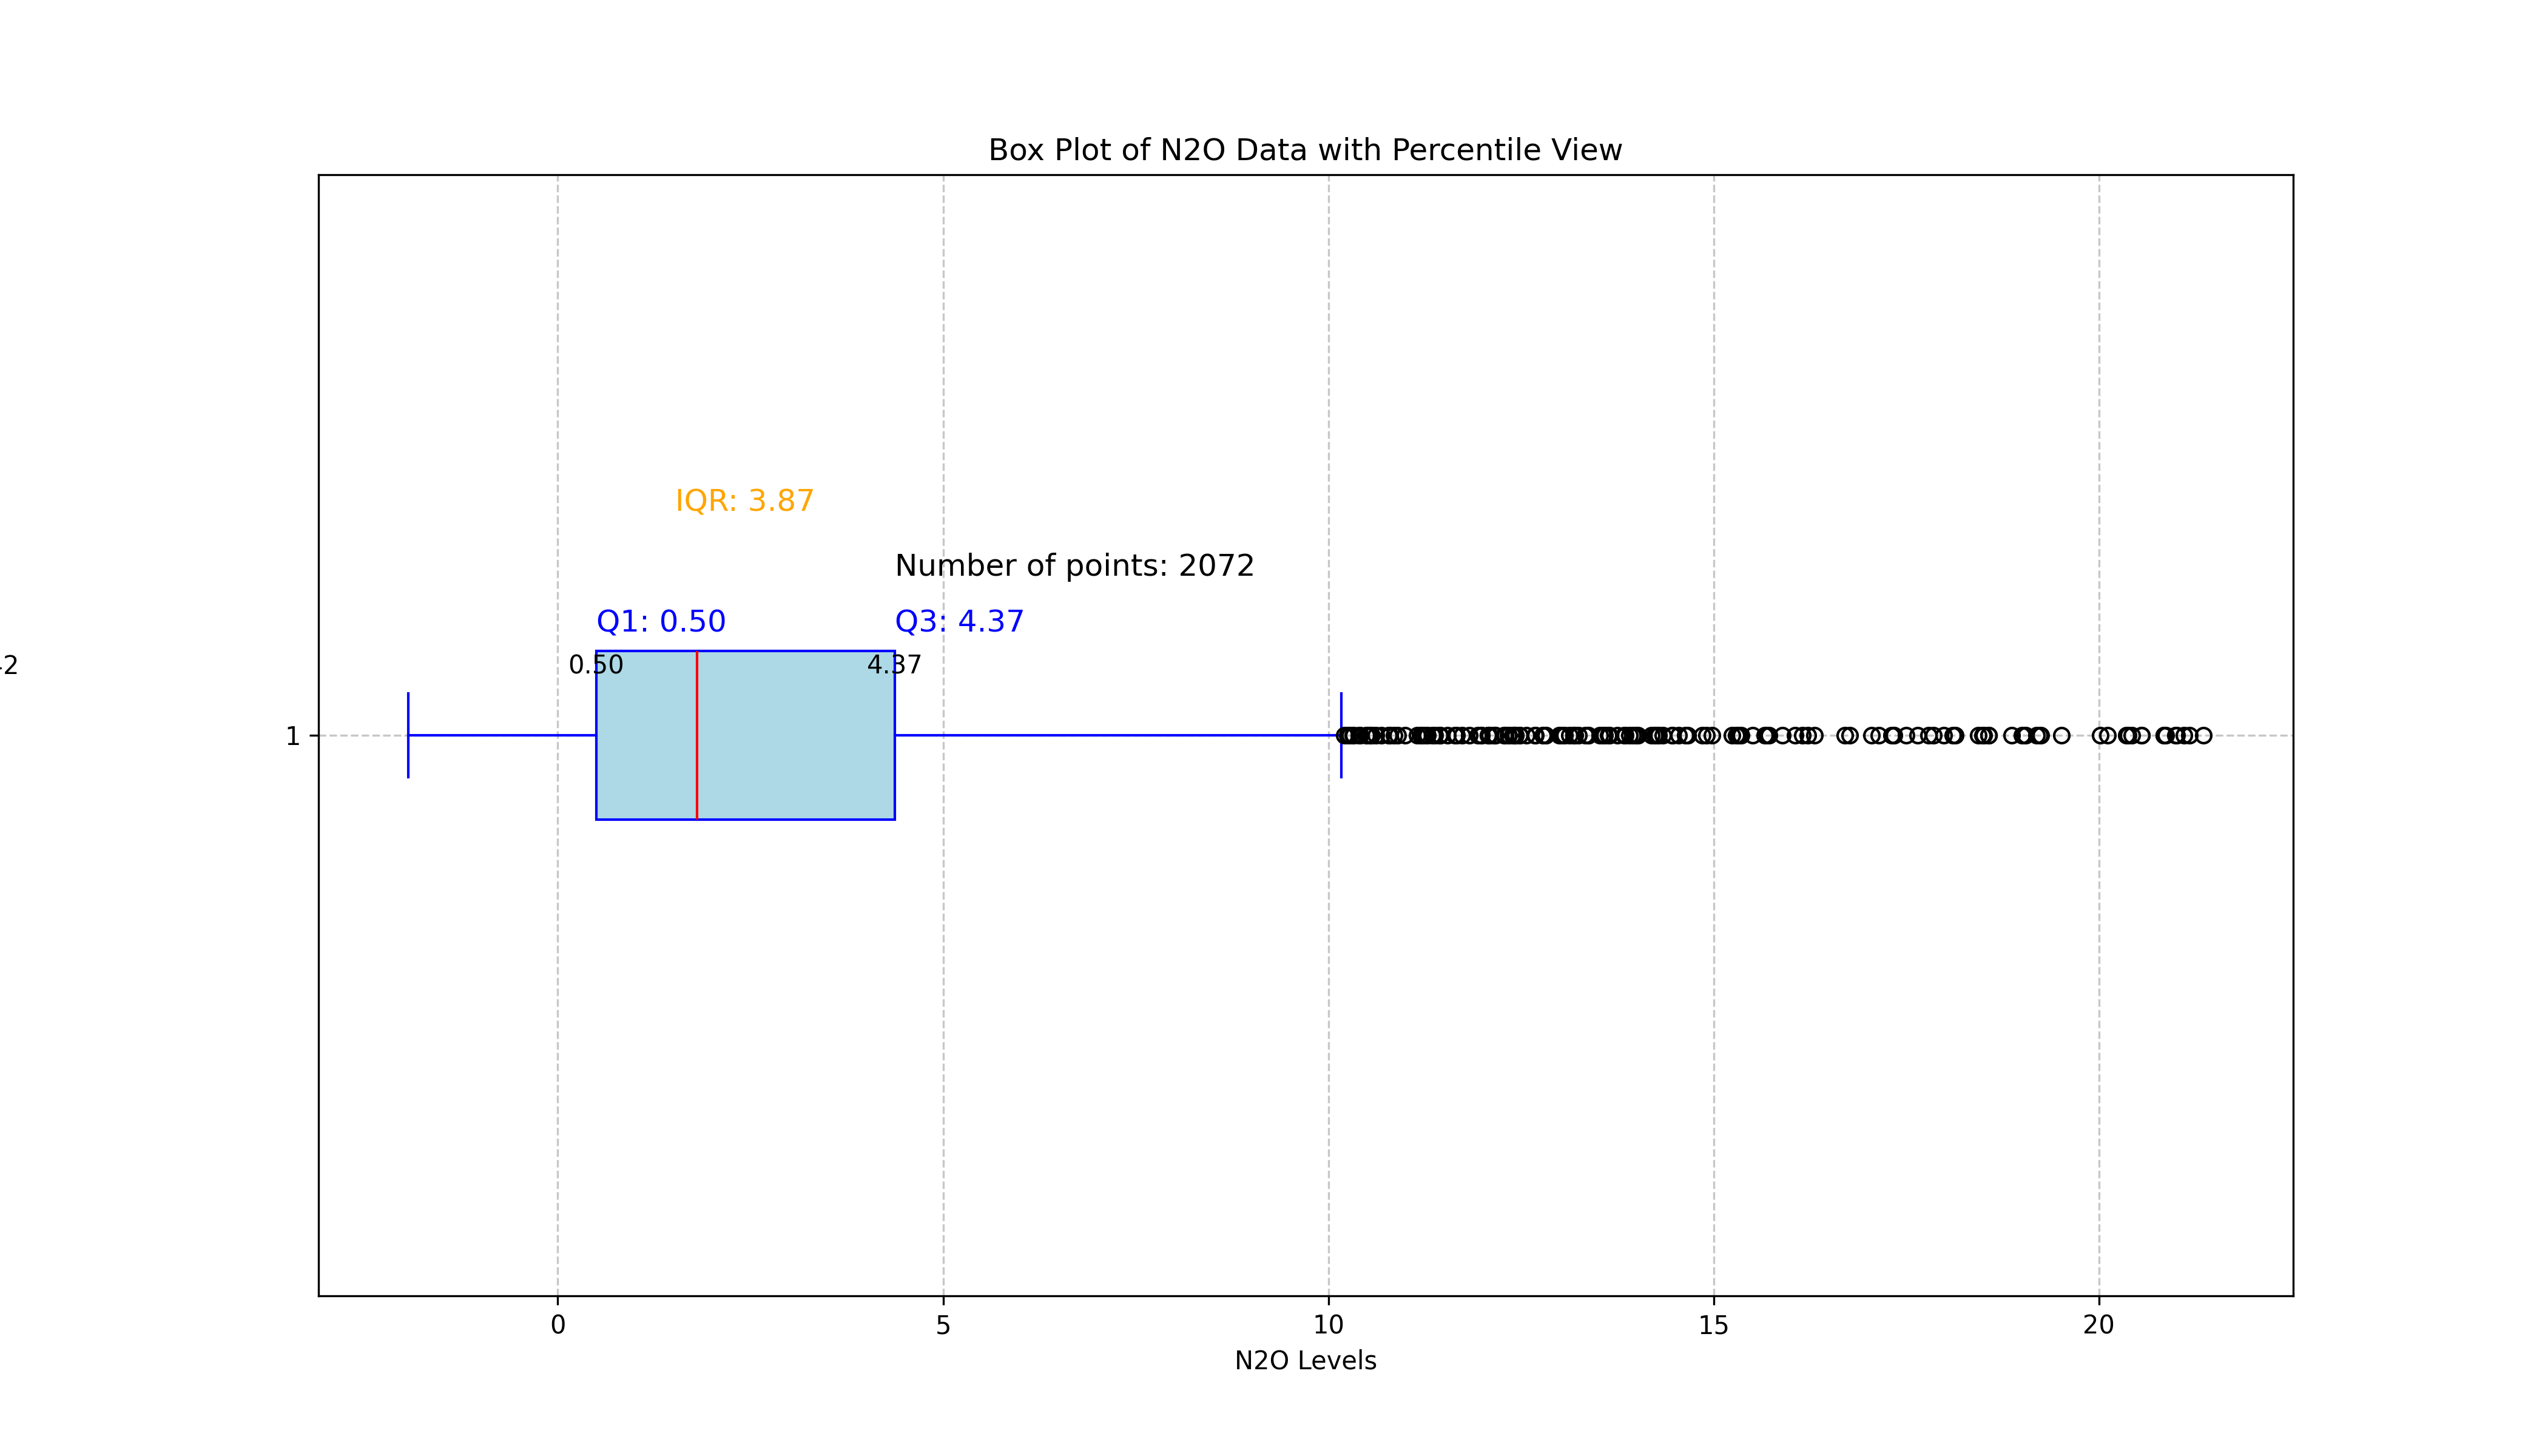 Box Plot of N2O Data with Percentile View
IQR: 3.87
Number of points: 2072
Q1: 0.50
Q3: 4.37
0.50
4.37
1
0
5
10
15
20
N2O Levels